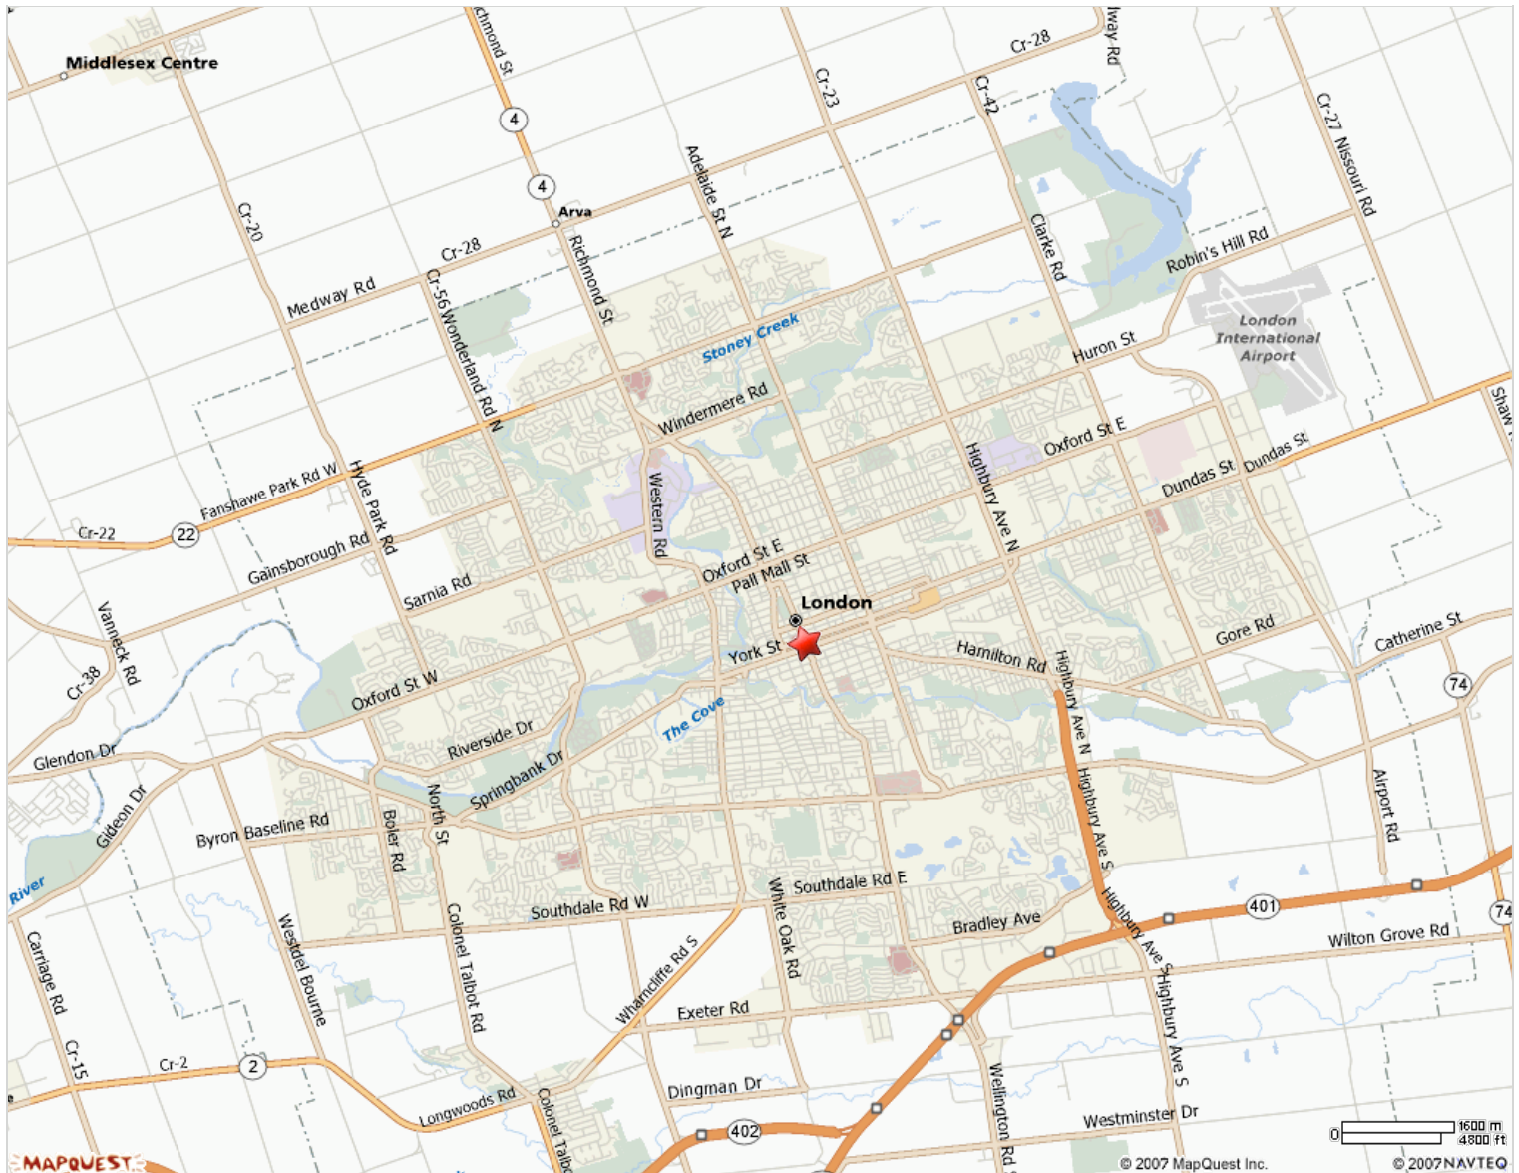 Middlesex Centre
chmond St
Cr-23
Cr-28
lway-Rd
Cr-42
Cr-27 Nissouri Rd
4
4
Arva
Adelaide St N
Cr-20
Cr-28
Richmond St
Clarke Rd
Robin's Hill Rd
Medway Rd
Cr-56
Wonderland Rd N
Stoney Creek
London
International
Airport
Huron St
Windermere Rd
Highbury Ave N
Oxford St E
Dundas St
Dundas St
Shaw
Fanshawe Park Rd W
Hyde Park Rd
Western Rd
Cr-22
22
Gainsborough Rd
Sarnia Rd
Oxford St E
Pall Mall St
London
York St
Vanneck Rd
Cr-38
Oxford St W
Hamilton Rd
Gore Rd
Catherine St
74
Highbury Ave N
The Cove
Riverside Dr
Springbank Dr
Glendon Dr
Gideon Dr
North St
Boler Rd
Byron Baseline Rd
Highbury Ave S
Airport Rd
River
Southdale Rd E
Southdale Rd W
White Oak Rd
Bradley Ave
Highbury Ave S
401
74
Wilton Grove Rd
Carriage Rd
Westdel Bourne
Colonel Talbot Rd
Wharncliffe Rd S
Exeter Rd
Highbury Ave S
Cr-15
Cr-2
2
Longwoods Rd
Colonel Talbo
Dingman Dr
402
Wellington Rd S
Westminster Dr
0
1600 m
4800 ft
MAPQUEST
© 2007 MapQuest Inc.
© 2007 NAVTEQ